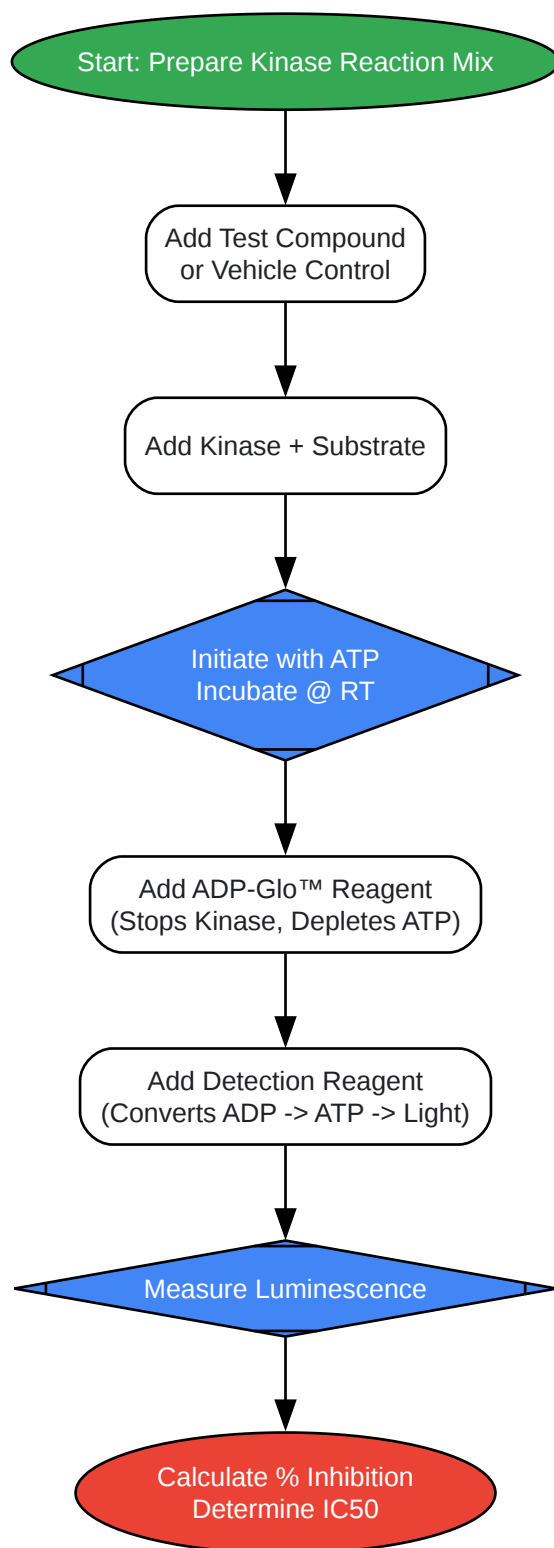 Start: Prepare Kinase Reaction Mix
Add Test Compound
or Vehicle Control
Add Kinase + Substrate
Initiate with ATP
Incubate @ RT
Add ADP-Glo™ Reagent
(Stops Kinase, Depletes ATP)
Add Detection Reagent
(Converts ADP -> ATP -> Light)
Measure Luminescence
Calculate % Inhibition
Determine IC50